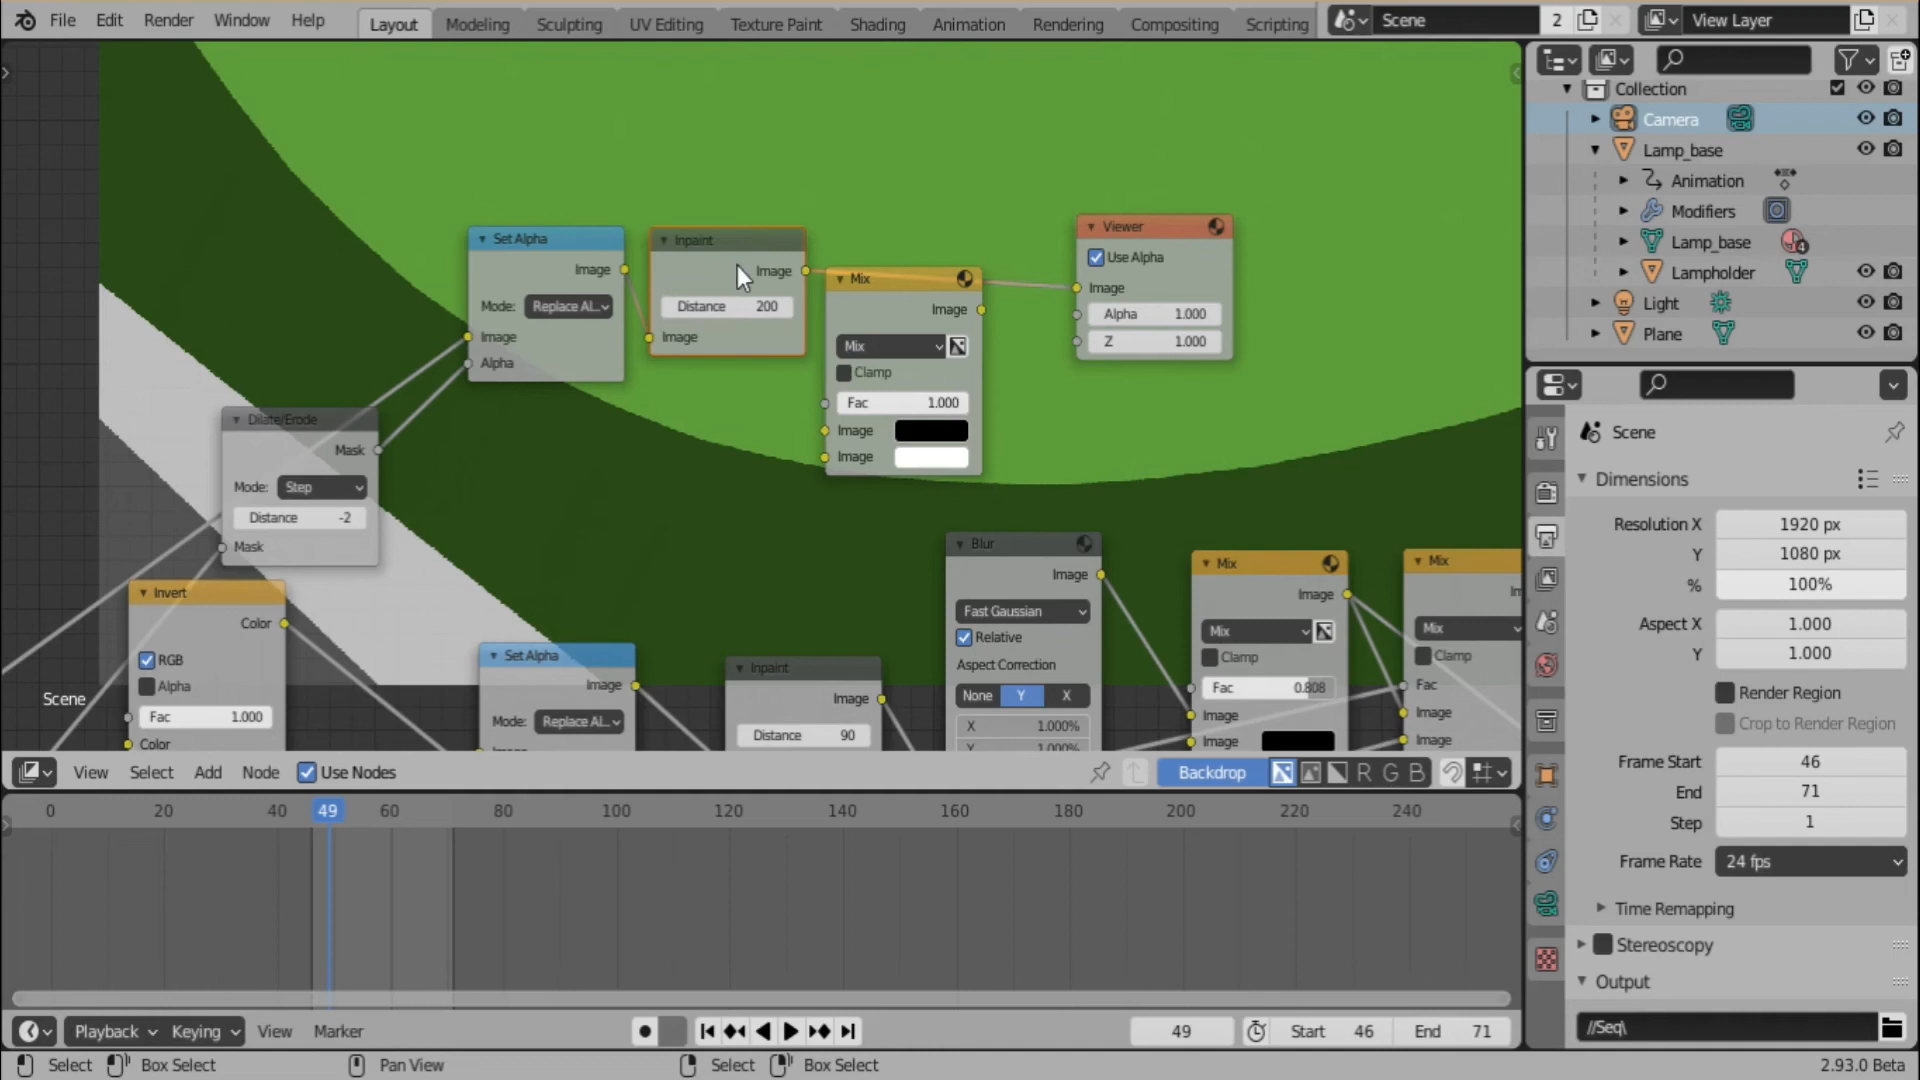 File Edit Render Window Help Layout Modeling Sculpting UV Editing Texture Paint Shading Animation Rendering Compositing Scripting Scene 2 View Layer
Collection
Camera
Lamp_base
Animation
Modifiers
Lamp_base
Lampholder
Light
Plane
Set Alpha
Image
Mode: Replace Al..
Image
Alpha
Inpaint
Image
Distance 200
Image
Mix
Image
Mix
Clamp
Fac 1.000
Image
Image
Viewer
Use Alpha
Image
Alpha 1.000
Z 1.000
Dilate/Erode
Mask
Mode: Step
Distance -2
Mask
Invert
Color
RGB
Alpha
Fac 1.000
Color
Scene
Set Alpha
Image
Mode: Replace Al..
Inpaint
Image
Distance 90
Blur
Image
Fast Gaussian
Relative
Aspect Correction
None Y X
X 1.000%
Y 1.000%
Mix
Image
Mix
Clamp
Fac 0.808
Image
Image
Mix
Mix
Clamp
Fac
Image
Image
View Select Add Node Use Nodes Backdrop R G B
0 20 40 49 60 80 100 120 140 160 180 200 220 240
Playback Keying View Marker 49 Start 46 End 71
Select Box Select Pan View Select Box Select 2.93.0 Beta
Scene
Dimensions
Resolution X 1920 px
Y 1080 px
% 100%
Aspect X 1.000
Y 1.000
Render Region
Crop to Render Region
Frame Start 46
End 71
Step 1
Frame Rate 24 fps
Time Remapping
Stereoscopy
Output
//Seq\